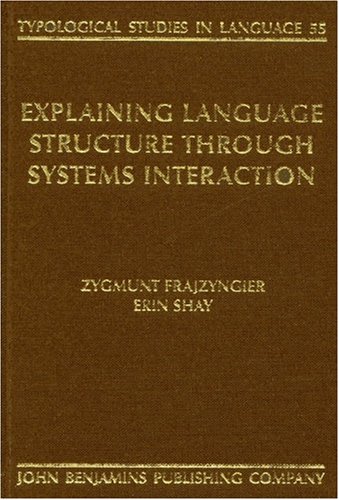 TYPOLOGICAL STUDIES IN LANGUAGE 55
EXPLAINING LANGUAGE
STRUCTURE THROUGH
SYSTEMS INTERACTION
ZYGMUNT FRAJZYNGIER
ERIN SHAY
JOHN BENJAMINS PUBLISHING COMPANY